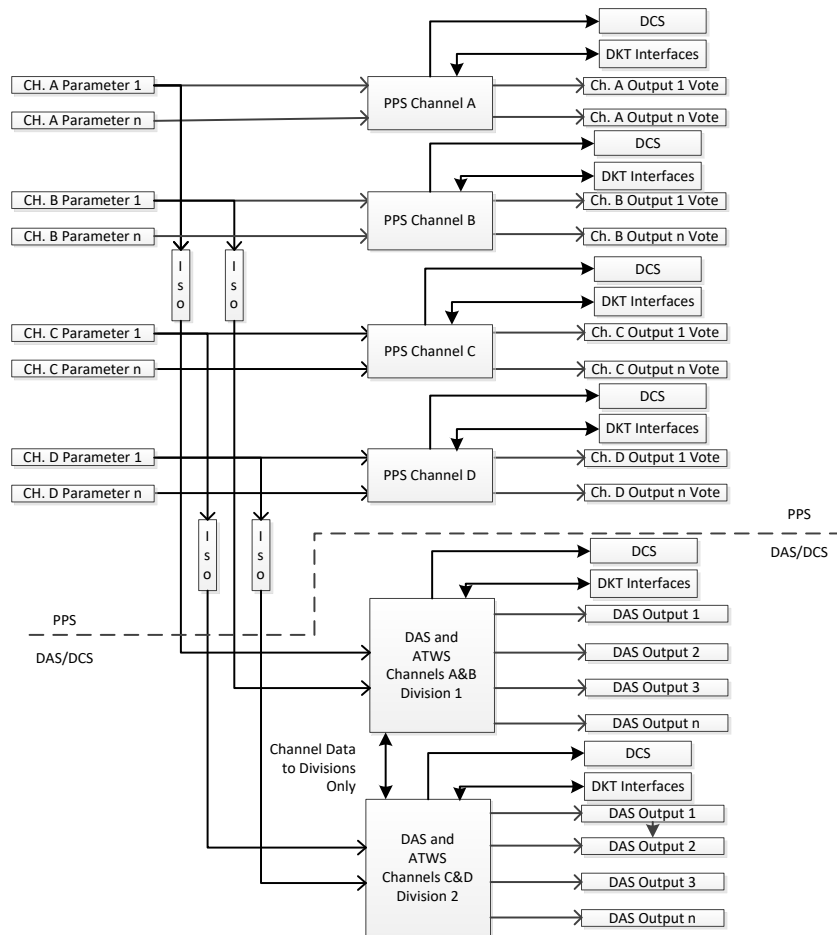 DCS
DKT Interfaces
CH. A Parameter 1
PPS Channel A
Ch. A Output 1 Vote
CH. A Parameter n
Ch. A Output n Vote
DCS
DKT Interfaces
CH. B Parameter 1
PPS Channel B
Ch. B Output 1 Vote
CH. B Parameter n
Ch. B Output n Vote
I
s
o
I
s
o
DCS
DKT Interfaces
CH. C Parameter 1
PPS Channel C
Ch. C Output 1 Vote
CH. C Parameter n
Ch. C Output n Vote
DCS
DKT Interfaces
CH. D Parameter 1
PPS Channel D
Ch. D Output 1 Vote
CH. D Parameter n
Ch. D Output n Vote
I
s
o
I
s
o
PPS
DAS/DCS
PPS
DAS/DCS
DCS
DKT Interfaces
DAS and
ATWS
Channels A&B
Division 1
DAS Output 1
DAS Output 2
DAS Output 3
DAS Output n
Channel Data
to Divisions
Only
DCS
DKT Interfaces
DAS and
ATWS
Channels C&D
Division 2
DAS Output 1
DAS Output 2
DAS Output 3
DAS Output n